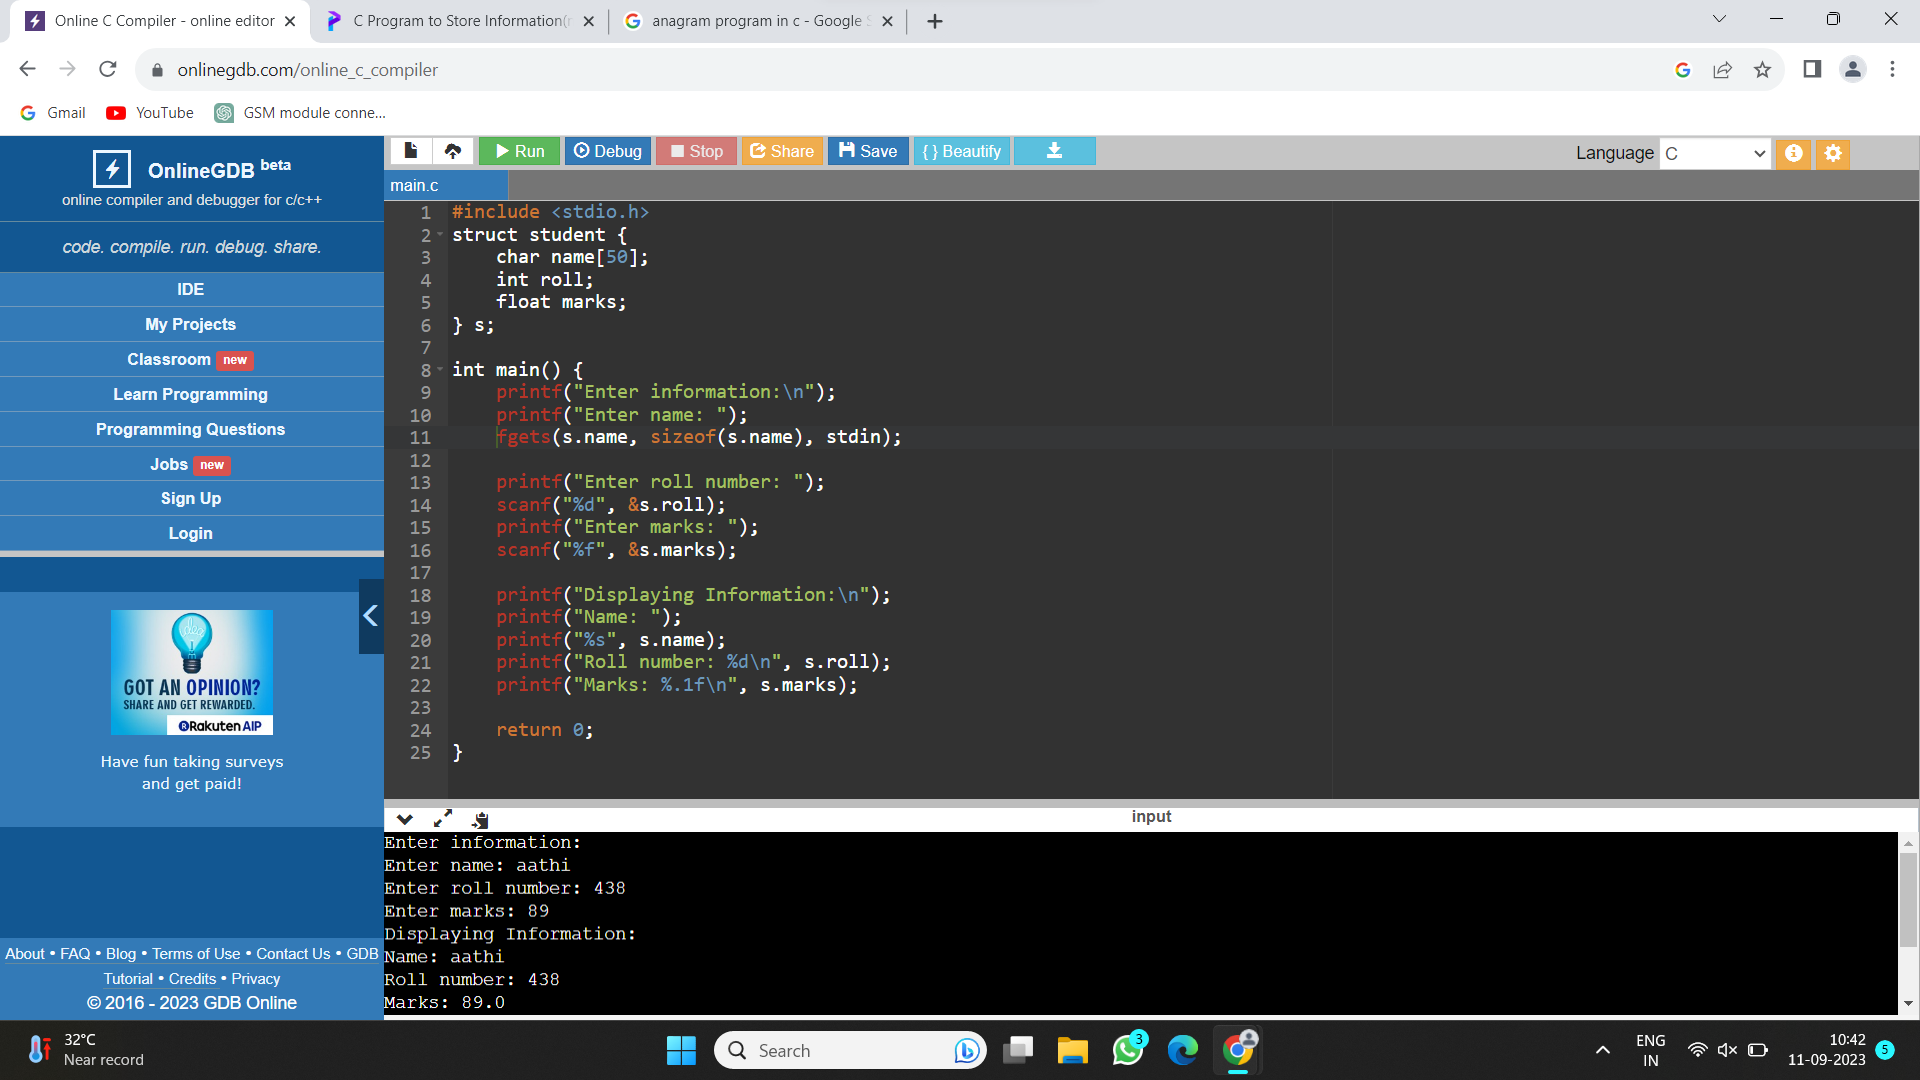 Online C Compiler - online editor
C Program to Store Information(
anagram program in c - Google S
onlinegdb.com/online_c_compiler
Gmail
YouTube
GSM module conne...
OnlineGDB beta
online compiler and debugger for c/c++
code. compile. run. debug. share.
IDE
My Projects
Classroom new
Learn Programming
Programming Questions
Jobs new
Sign Up
Login
idea
GOT AN OPINION?
SHARE AND GET REWARDED.
Rakuten AIP
Have fun taking surveys
and get paid!
About • FAQ • Blog • Terms of Use • Contact Us • GDB
Tutorial • Credits • Privacy
© 2016 - 2023 GDB Online
Run Debug Stop Share Save { } Beautify
Language C
main.c
1 #include <stdio.h>
2 struct student {
3     char name[50];
4     int roll;
5     float marks;
6 } s;
7
8 int main() {
9     printf("Enter information:\n");
10     printf("Enter name: ");
11     fgets(s.name, sizeof(s.name), stdin);
12
13     printf("Enter roll number: ");
14     scanf("%d", &s.roll);
15     printf("Enter marks: ");
16     scanf("%f", &s.marks);
17
18     printf("Displaying Information:\n");
19     printf("Name: ");
20     printf("%s", s.name);
21     printf("Roll number: %d\n", s.roll);
22     printf("Marks: %.1f\n", s.marks);
23
24     return 0;
25 }
input
Enter information:
Enter name: aathi
Enter roll number: 438
Enter marks: 89
Displaying Information:
Name: aathi
Roll number: 438
Marks: 89.0
32°C
Near record
Search
3
ENG
IN
10:42
11-09-2023
5